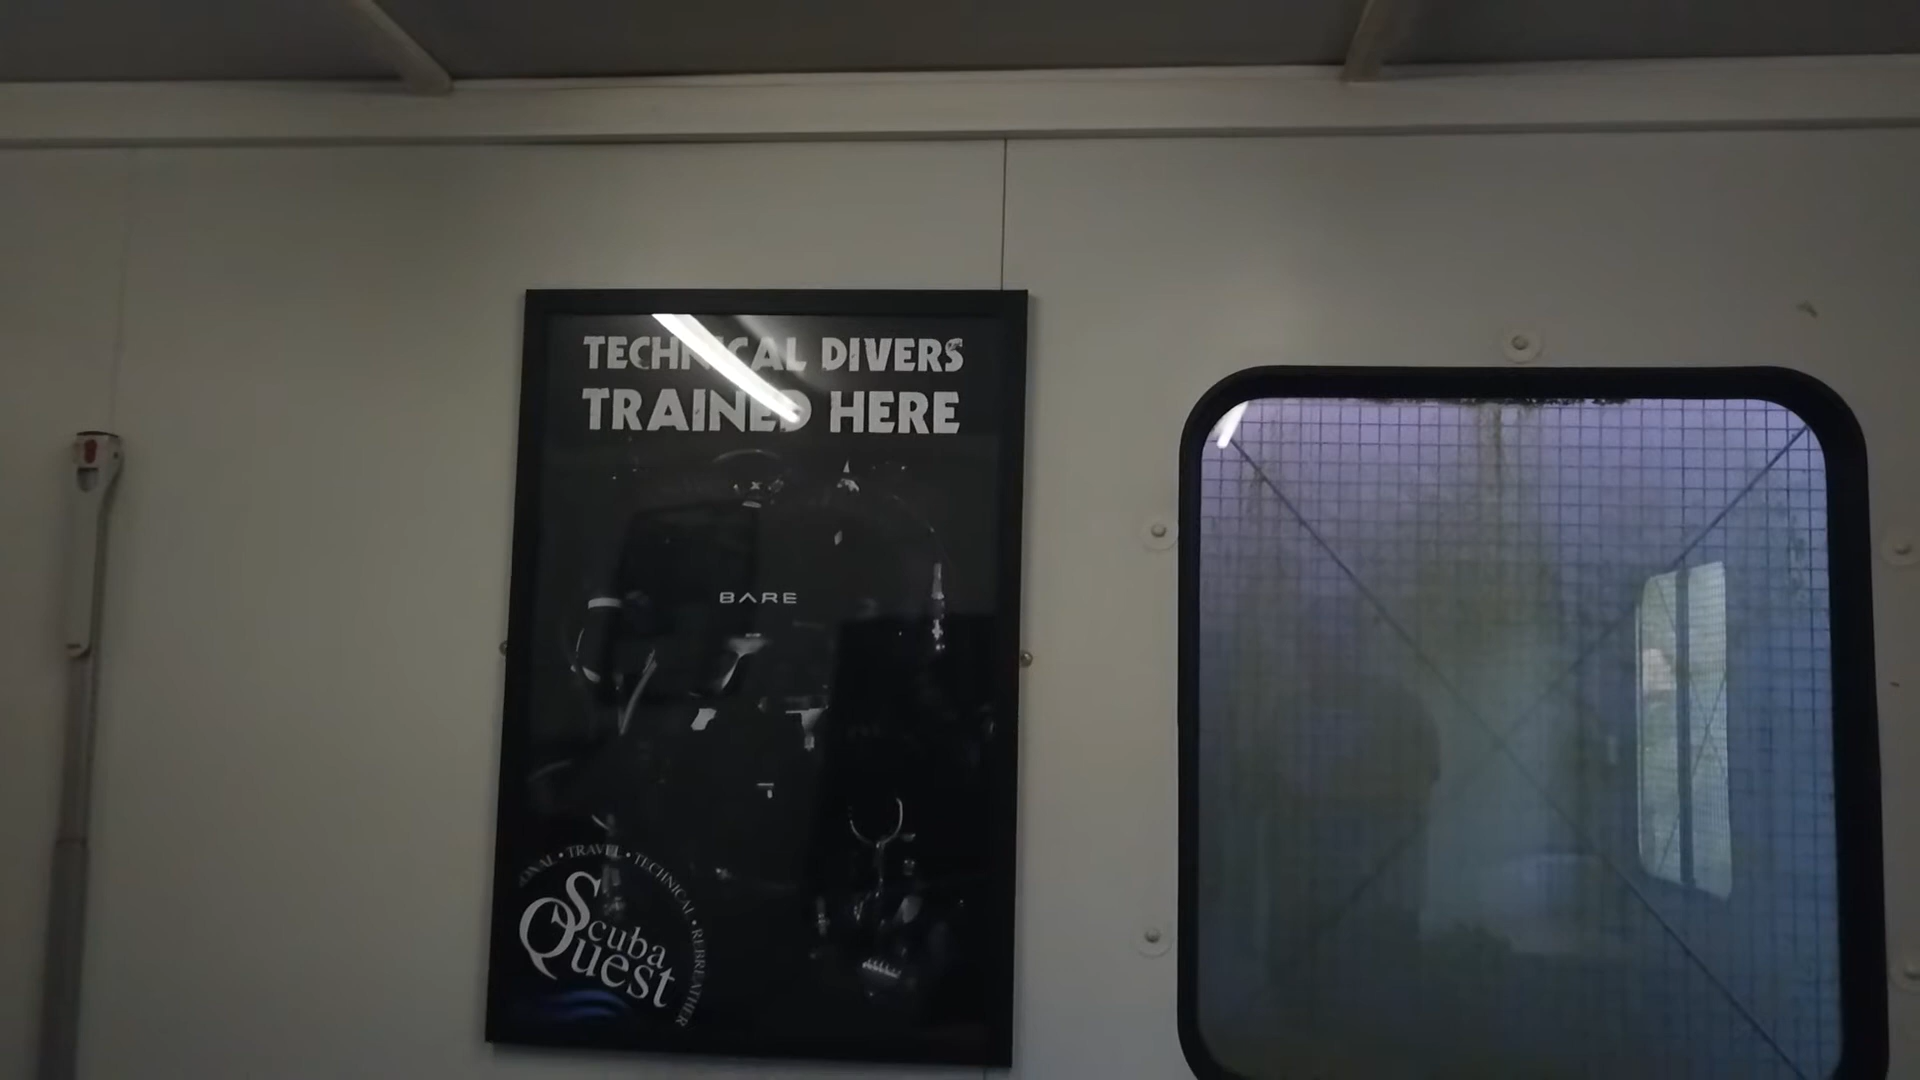 TECHNICAL DIVERS
TRAINED HERE
BARE
TRAVEL • TECHNICAL • REBREATHER
Scuba
Quest